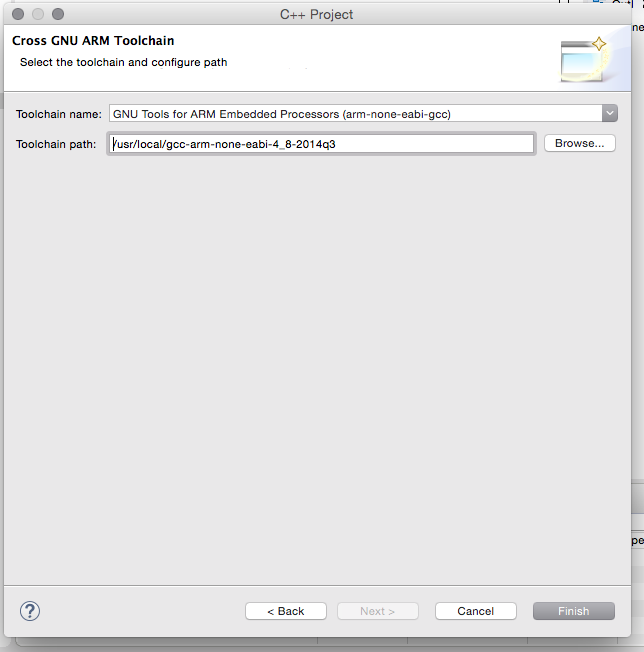 C++ Project
Cross GNU ARM Toolchain
Select the toolchain and configure path
Toolchain name: GNU Tools for ARM Embedded Processors (arm-none-eabi-gcc)
Toolchain path: /usr/local/gcc-arm-none-eabi-4_8-2014q3 Browse...
? < Back Next > Cancel Finish